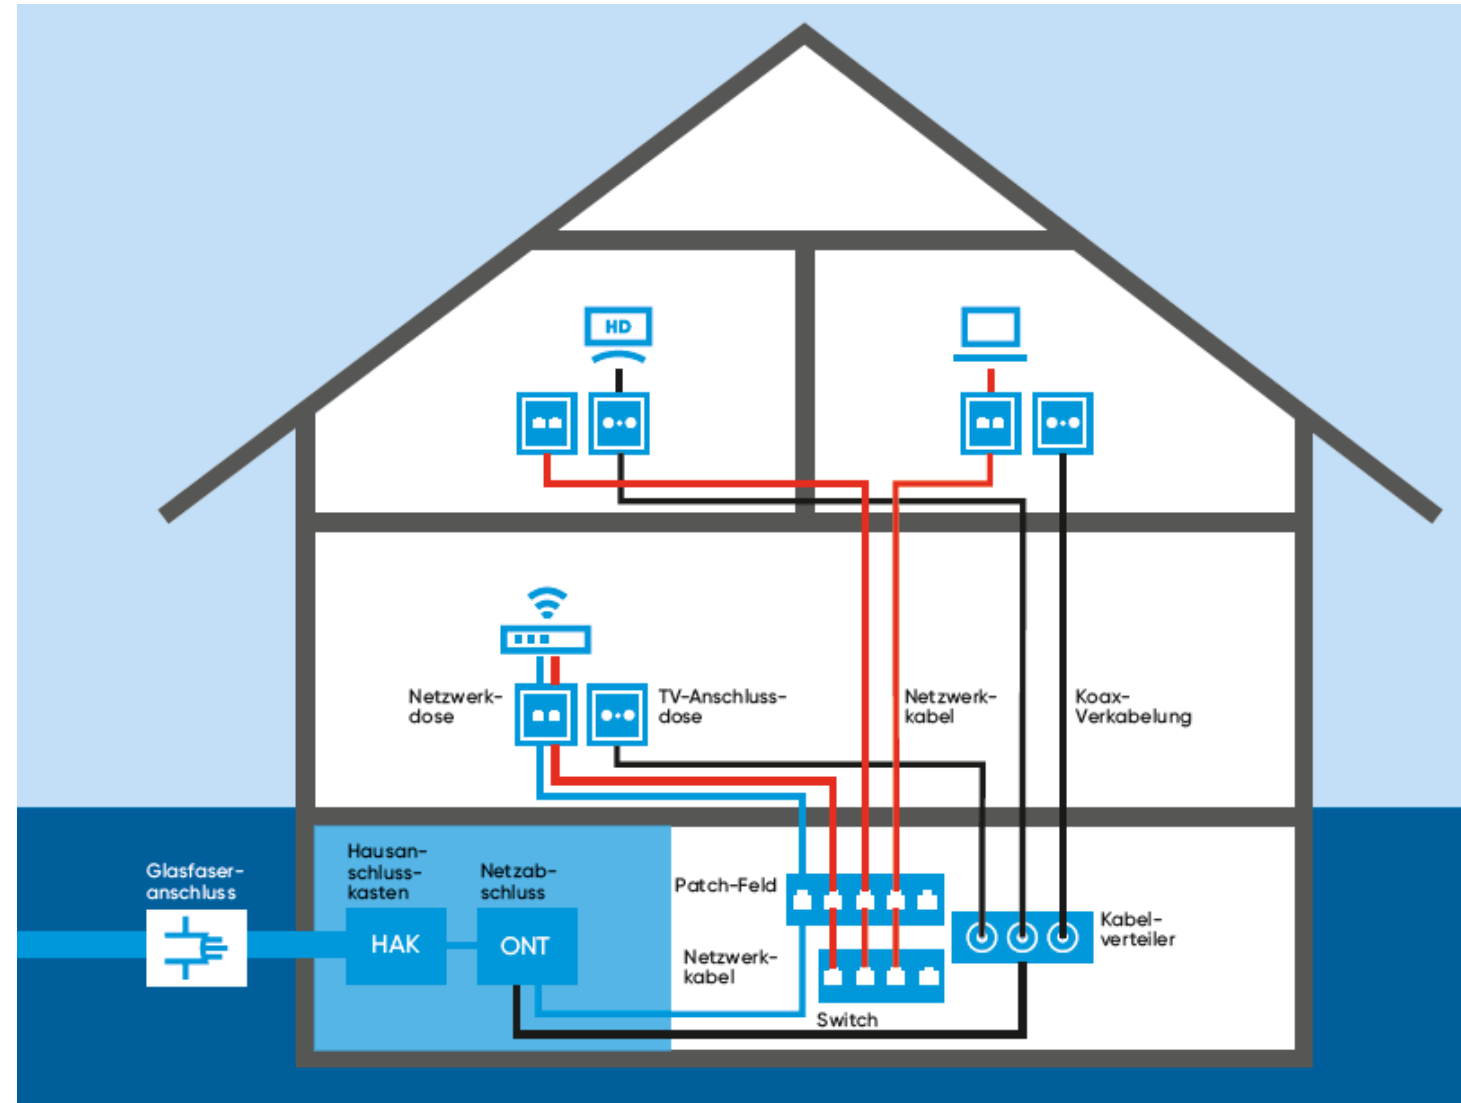 HD
Netzwerk-
dose
TV-Anschluss-
dose
Netzwerk-
kabel
Koax-
Verkabelung
Glasfaser-
anschluss
Hausan-
schluss-
kasten
HAK
Netzab-
schluss
ONT
Patch-Feld
Netzwerk-
kabel
Switch
Kabel-
verteiler